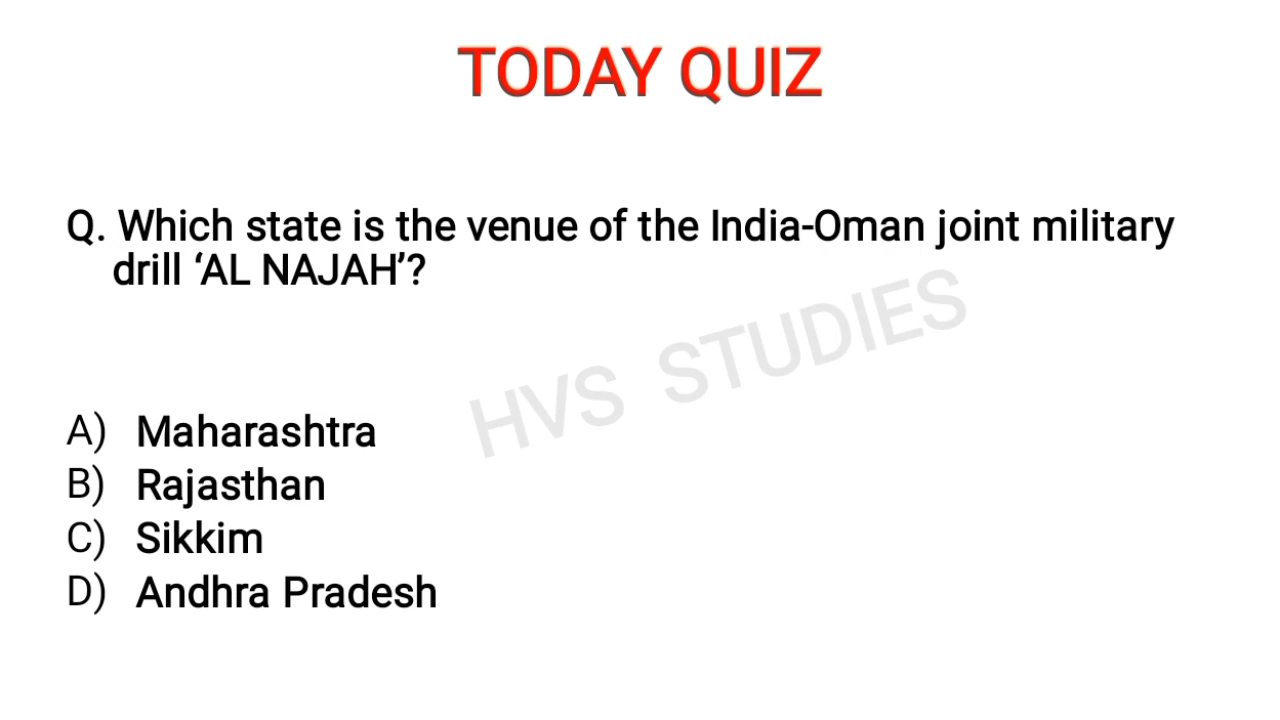 TODAY QUIZ
Q. Which state is the venue of the India-Oman joint military
drill ‘AL NAJAH’?
HVS STUDIES
A) Maharashtra
B) Rajasthan
C) Sikkim
D) Andhra Pradesh